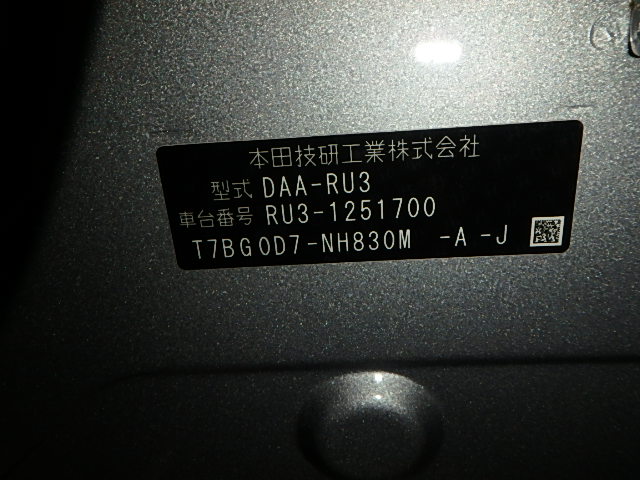 本田技研工業株式会社
型式 DAA-RU3
車台番号 RU3-1251700
T7BG0D7-NH830M -A -J